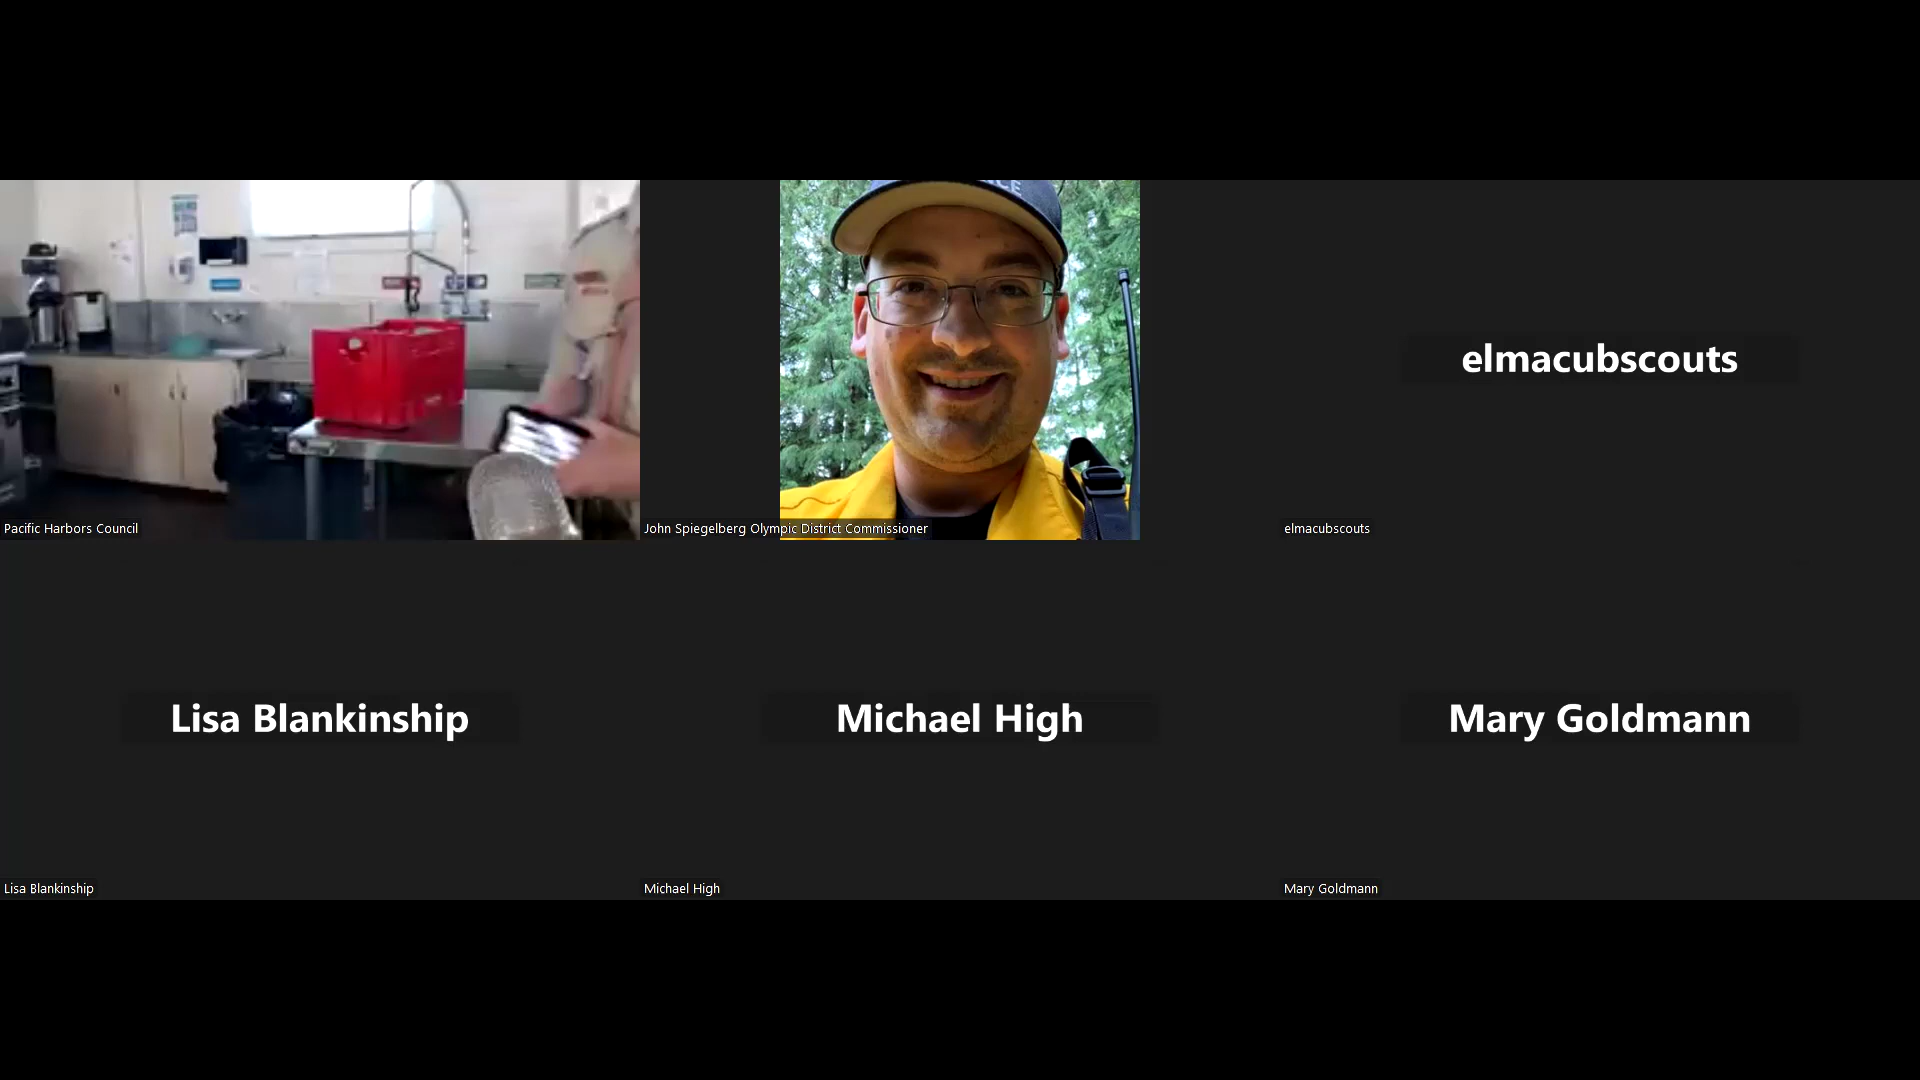 Pacific Harbors Council
John Spiegelberg Olympic District Commissioner
elmacubscouts
elmacubscouts
Lisa Blankinship
Michael High
Mary Goldmann
Lisa Blankinship
Michael High
Mary Goldmann